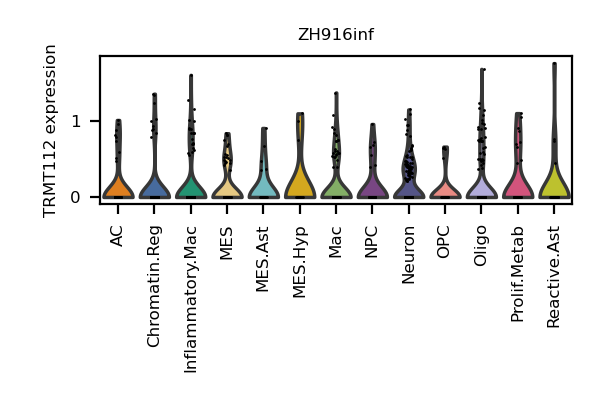 ZH916inf
TRMT112 expression
1
0
AC
Chromatin.Reg
Inflammatory.Mac
MES
MES.Ast
MES.Hyp
Mac
NPC
Neuron
OPC
Oligo
Prolif.Metab
Reactive.Ast